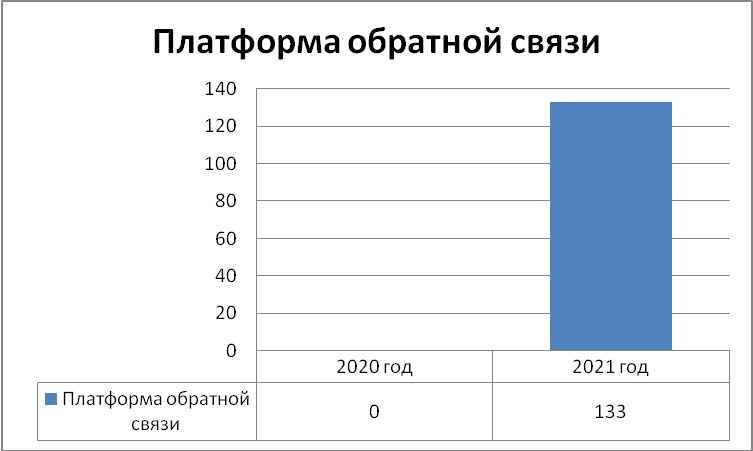 Платформа обратной связи
140
120
100
80
60
40
20
0
2020 год 2021 год
Платформа обратной
связи
0 133